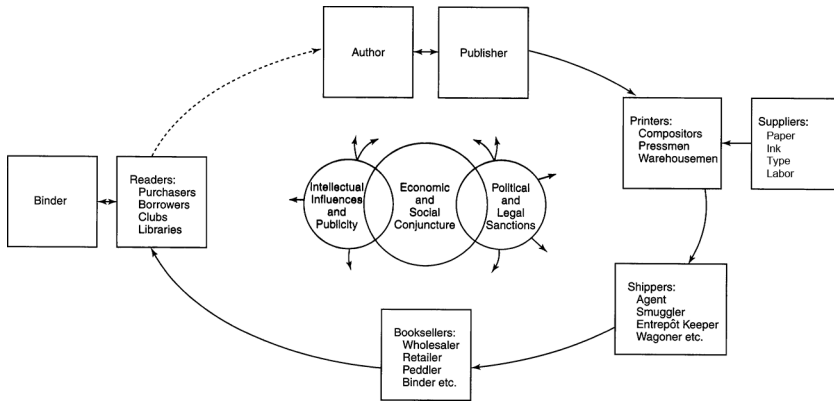 Author
Publisher
Printers:
Compositors
Pressmen
Warehousemen
Suppliers:
Paper
Ink
Type
Labor
Binder
Readers:
Purchasers
Borrowers
Clubs
Libraries
Intellectual
Influences
and
Publicity
Economic
and
Social
Conjuncture
Political
and
Legal
Sanctions
Shippers:
Agent
Smuggler
Entrepôt Keeper
Wagoner etc.
Booksellers:
Wholesaler
Retailer
Peddler
Binder etc.